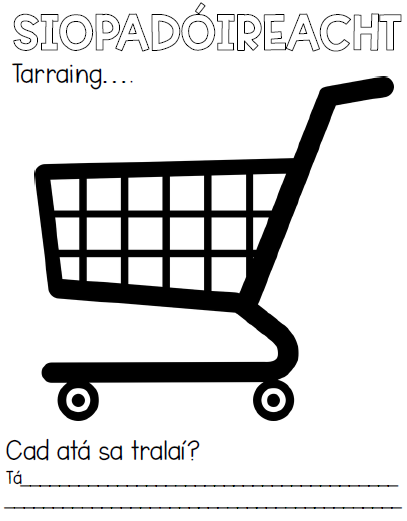 SIOPADÓIREACHT
Tarraing....
Cad atá sa tralaí?
Tá